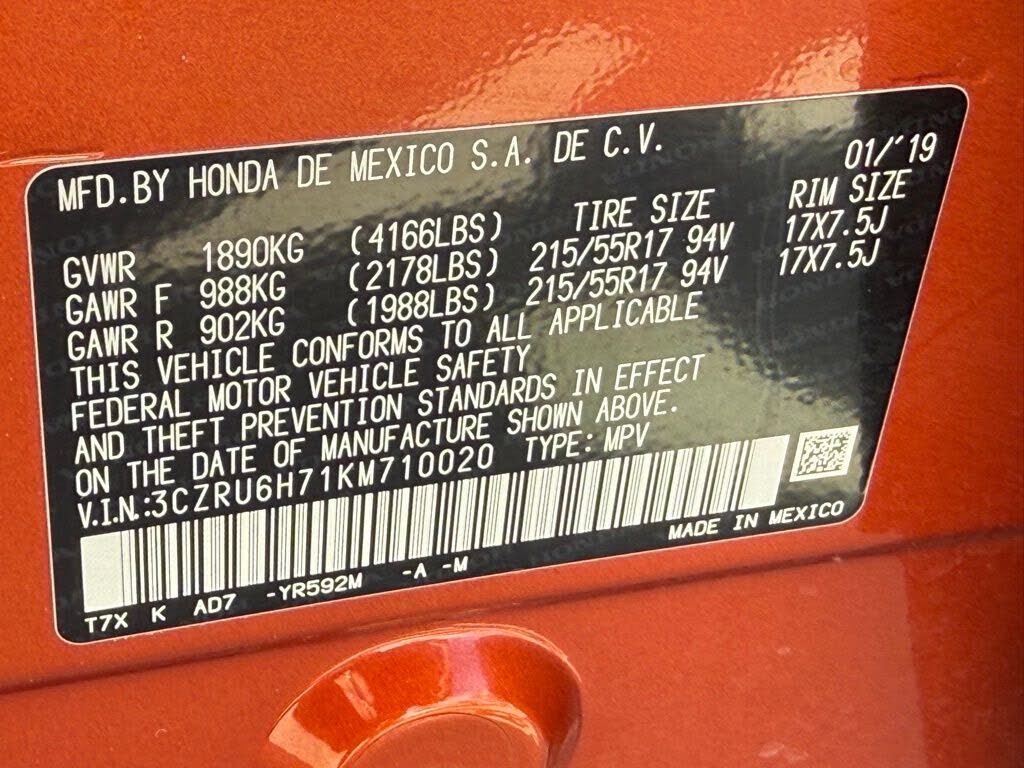 MFD.BY HONDA DE MEXICO S.A. DE C.V. 01/'19
TIRE SIZE RIM SIZE
GVWR 1890KG (4166LBS)
GAWR F 988KG (2178LBS) 215/55R17 94V 17X7.5J
GAWR R 902KG (1988LBS) 215/55R17 94V 17X7.5J
THIS VEHICLE CONFORMS TO ALL APPLICABLE
FEDERAL MOTOR VEHICLE SAFETY
AND THEFT PREVENTION STANDARDS IN EFFECT
ON THE DATE OF MANUFACTURE SHOWN ABOVE.
V.I.N.:3CZRU6H71KM710020 TYPE: MPV
MADE IN MEXICO
T7X K AD7 -YR592M -A -M